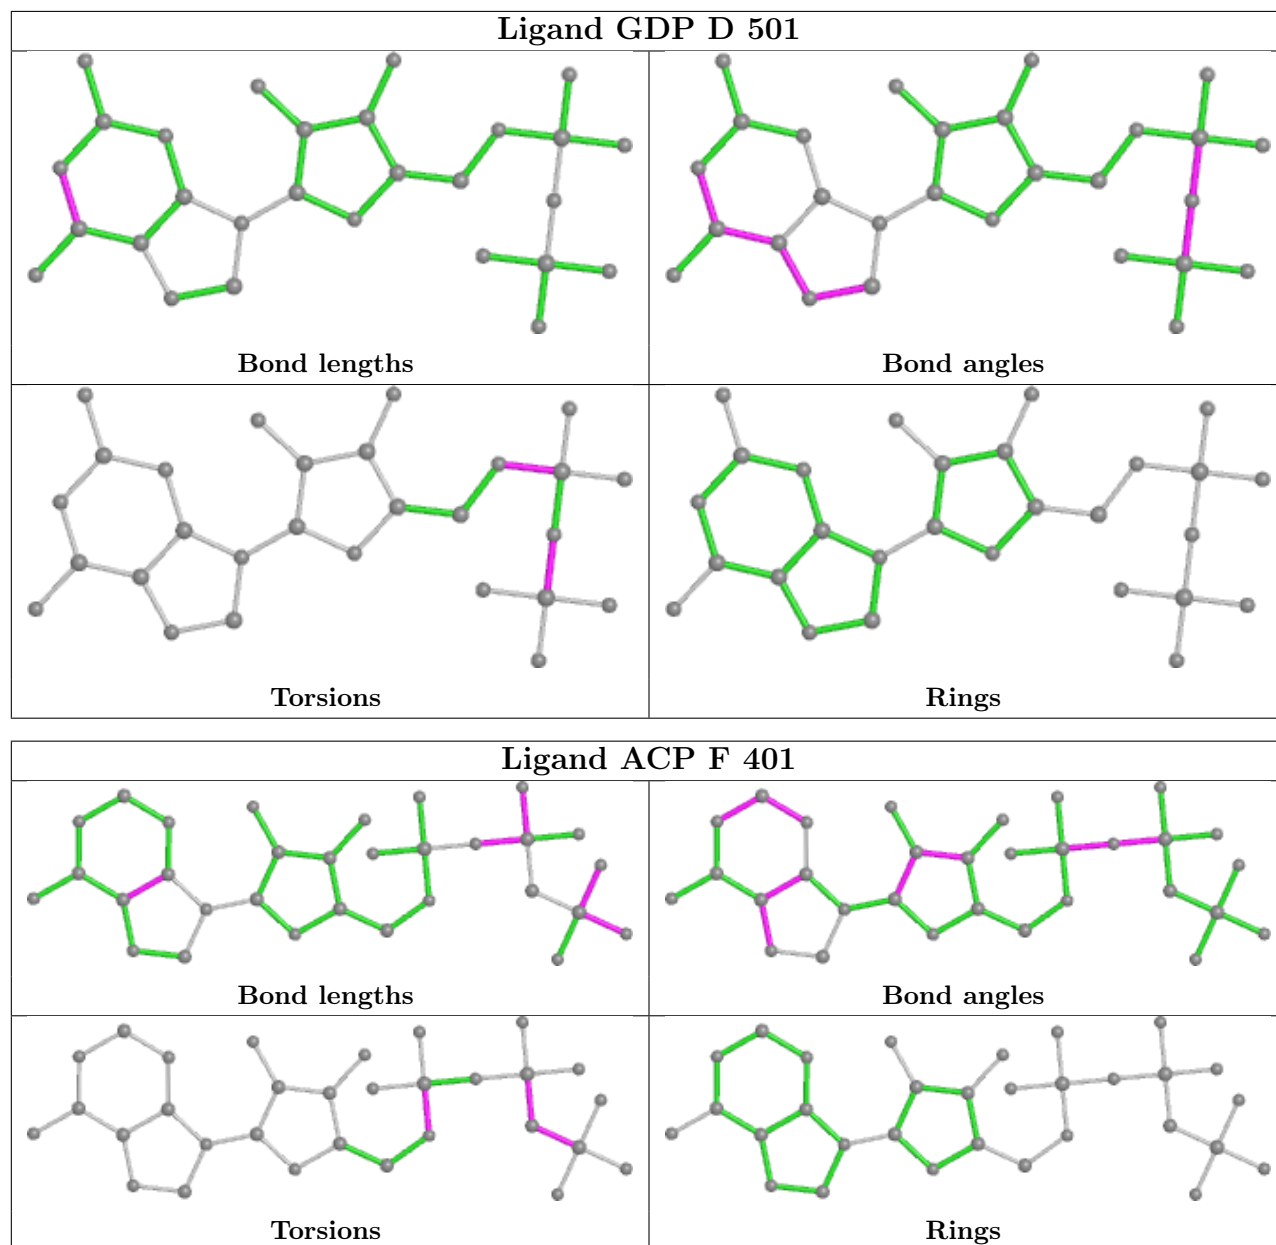 Ligand GDP D 501
Bond lengths
Bond angles
Torsions
Rings
Ligand ACP F 401
Bond lengths
Bond angles
Torsions
Rings